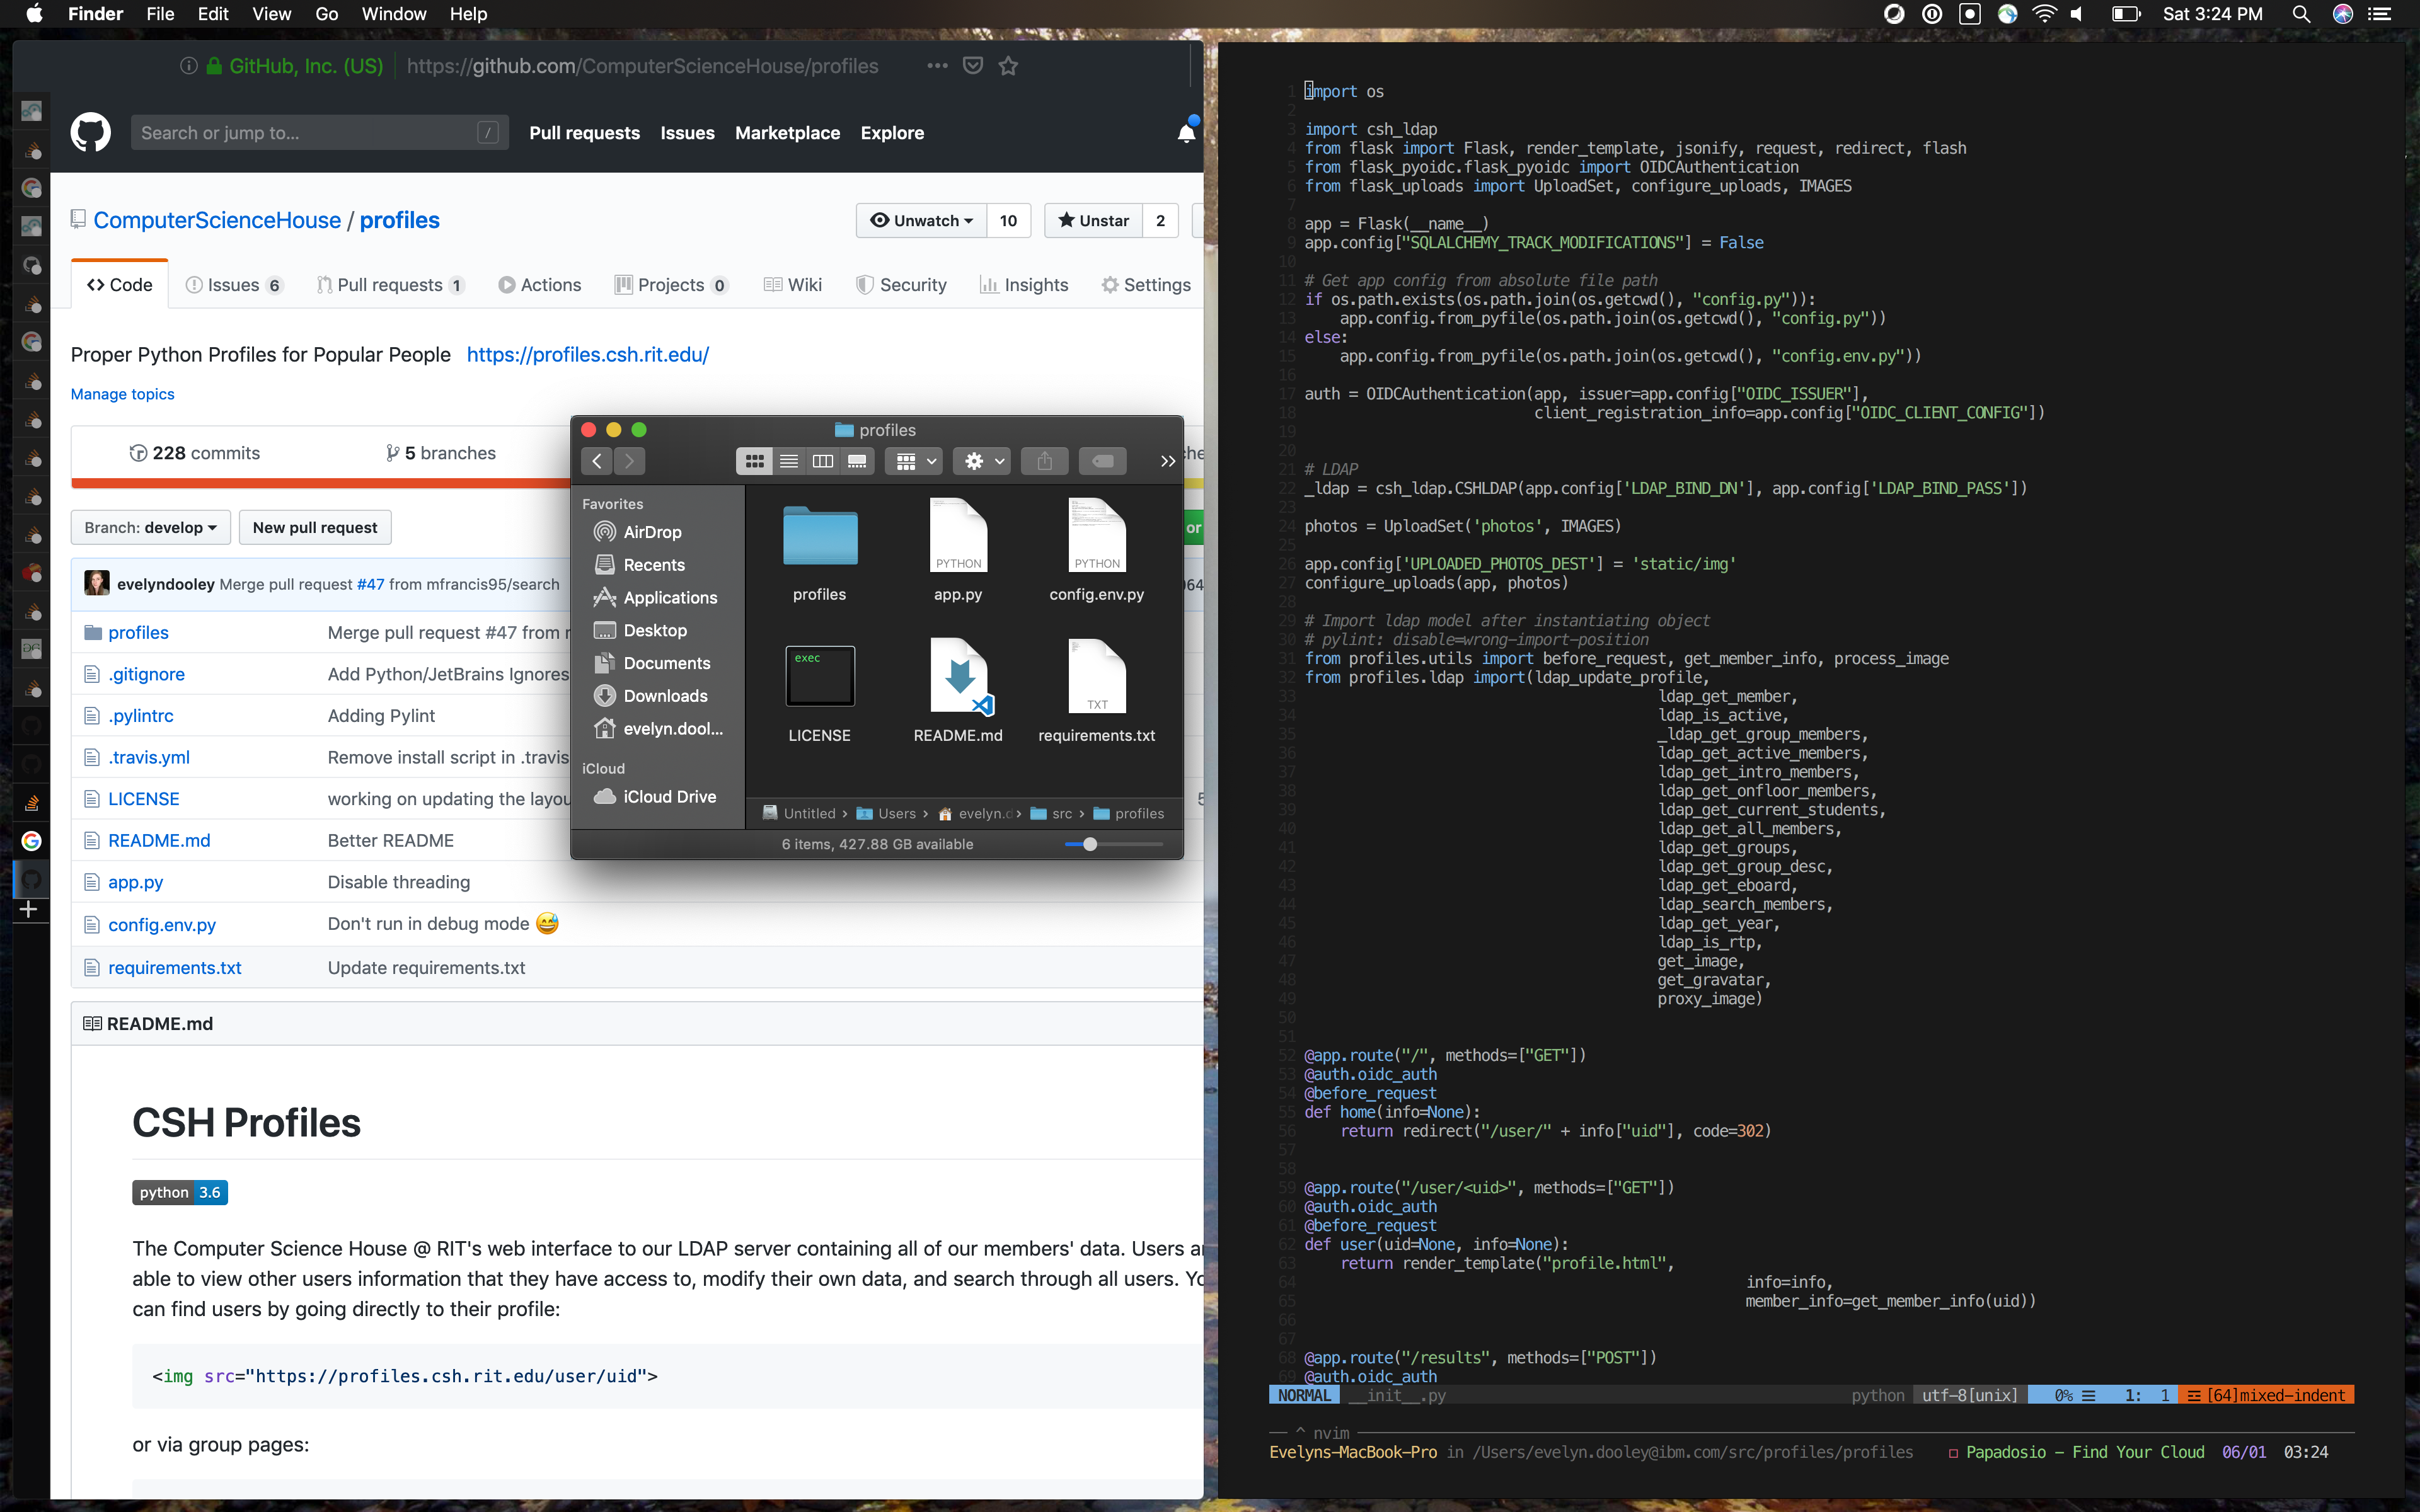 Finder File Edit View Go Window Help
Sat 3:24 PM
GitHub, Inc. (US) https://github.com/ComputerScienceHouse/profiles
Search or jump to... /
Pull requests Issues Marketplace Explore
ComputerScienceHouse / profiles
Unwatch 10
Unstar 2
Code
Issues 6
Pull requests 1
Actions
Projects 0
Wiki
Security
Insights
Settings
Proper Python Profiles for Popular People https://profiles.csh.rit.edu/
Manage topics
228 commits
5 branches
Branch: develop
New pull request
evelyndooley Merge pull request #47 from mfrancis95/search
profiles Merge pull request #47 from
.gitignore Add Python/JetBrains Ignores
.pylintrc Adding Pylint
.travis.yml Remove install script in .travis
LICENSE working on updating the layou
README.md Better README
app.py Disable threading
config.env.py Don't run in debug mode 😅
requirements.txt Update requirements.txt
README.md
CSH Profiles
python 3.6
The Computer Science House @ RIT's web interface to our LDAP server containing all of our members' data. Users a
able to view other users information that they have access to, modify their own data, and search through all users. Yo
can find users by going directly to their profile:
<img src="https://profiles.csh.rit.edu/user/uid">
or via group pages:
profiles
Favorites
AirDrop
Recents
Applications
Desktop
Documents
Downloads
evelyn.dool...
iCloud
iCloud Drive
profiles
PYTHON
app.py
PYTHON
config.env.py
exec
LICENSE
README.md
TXT
requirements.txt
Untitled › Users › evelyn.d › src › profiles
6 items, 427.88 GB available
1 import os
2
3 import csh_ldap
4 from flask import Flask, render_template, jsonify, request, redirect, flash
5 from flask_pyoidc.flask_pyoidc import OIDCAuthentication
6 from flask_uploads import UploadSet, configure_uploads, IMAGES
7
8 app = Flask(__name__)
9 app.config["SQLALCHEMY_TRACK_MODIFICATIONS"] = False
10
11 # Get app config from absolute file path
12 if os.path.exists(os.path.join(os.getcwd(), "config.py")):
13     app.config.from_pyfile(os.path.join(os.getcwd(), "config.py"))
14 else:
15     app.config.from_pyfile(os.path.join(os.getcwd(), "config.env.py"))
16
17 auth = OIDCAuthentication(app, issuer=app.config["OIDC_ISSUER"],
18                           client_registration_info=app.config["OIDC_CLIENT_CONFIG"])
19
20
21 # LDAP
22 _ldap = csh_ldap.CSHLDAP(app.config['LDAP_BIND_DN'], app.config['LDAP_BIND_PASS'])
23
24 photos = UploadSet('photos', IMAGES)
25
26 app.config['UPLOADED_PHOTOS_DEST'] = 'static/img'
27 configure_uploads(app, photos)
28
29 # Import ldap model after instantiating object
30 # pylint: disable=wrong-import-position
31 from profiles.utils import before_request, get_member_info, process_image
32 from profiles.ldap import(ldap_update_profile,
33 ldap_get_member,
34 ldap_is_active,
35 _ldap_get_group_members,
36 ldap_get_active_members,
37 ldap_get_intro_members,
38 ldap_get_onfloor_members,
39 ldap_get_current_students,
40 ldap_get_all_members,
41 ldap_get_groups,
42 ldap_get_group_desc,
43 ldap_get_eboard,
44 ldap_search_members,
45 ldap_get_year,
46 ldap_is_rtp,
47 get_image,
48 get_gravatar,
49 proxy_image)
50
51
52 @app.route("/", methods=["GET"])
53 @auth.oidc_auth
54 @before_request
55 def home(info=None):
56     return redirect("/user/" + info["uid"], code=302)
57
58
59 @app.route("/user/<uid>", methods=["GET"])
60 @auth.oidc_auth
61 @before_request
62 def user(uid=None, info=None):
63     return render_template("profile.html",
64 info=info,
65 member_info=get_member_info(uid))
66
67
68 @app.route("/results", methods=["POST"])
69 @auth.oidc_auth
NORMAL __init__.py python utf-8[unix] 0% ☰ 1: 1 ☲ [64]mixed-indent
── ^ nvim
Evelyns-MacBook-Pro in /Users/evelyn.dooley@ibm.com/src/profiles/profiles Papadosio - Find Your Cloud 06/01 03:24